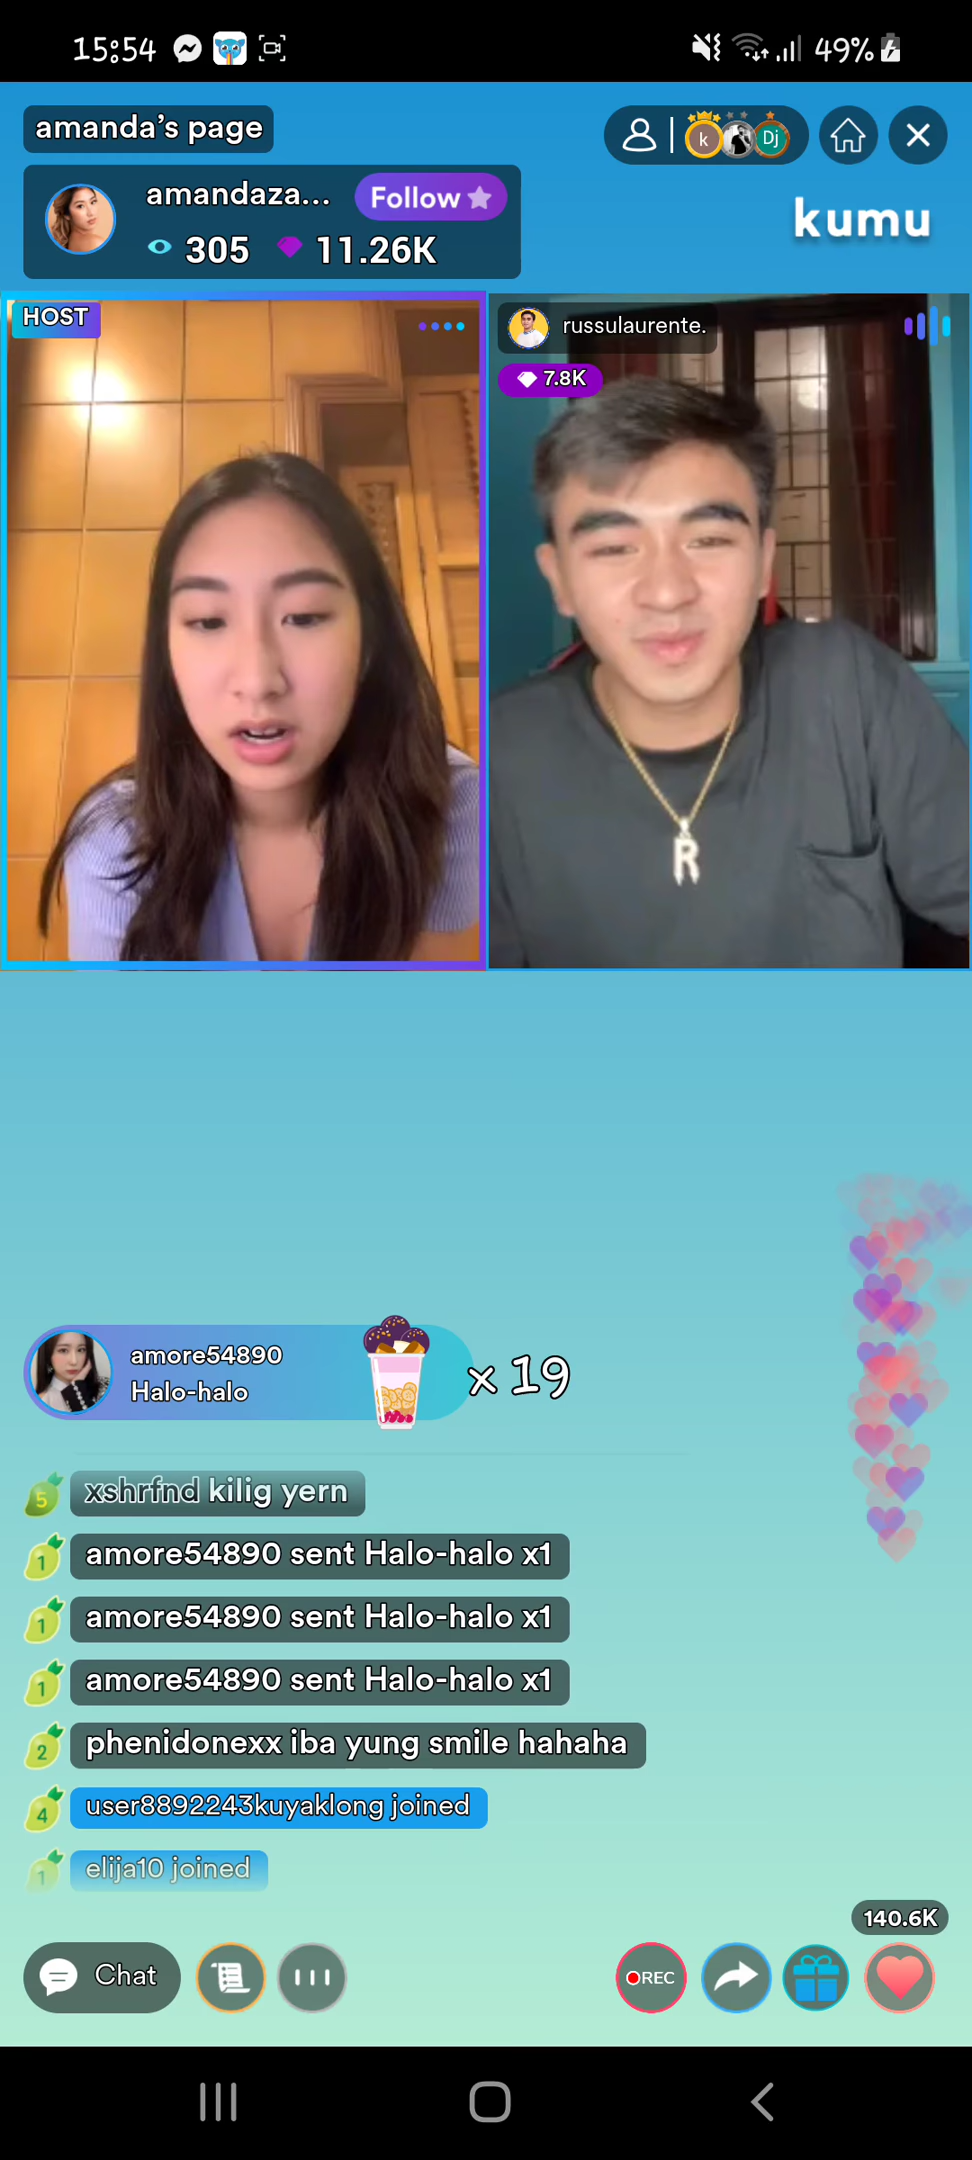 15:54
49%
amanda's page
k
Dj
amandaza...
Follow
305
11.26K
kumu
HOST
russulaurente.
7.8K
R
amore54890
Halo-halo
x 19
5 xshrfnd kilig yern
1 amore54890 sent Halo-halo x1
1 amore54890 sent Halo-halo x1
1 amore54890 sent Halo-halo x1
2 phenidonexx iba yung smile hahaha
4 user8892243kuyaklong joined
1 elija10 joined
140.6K
Chat
REC